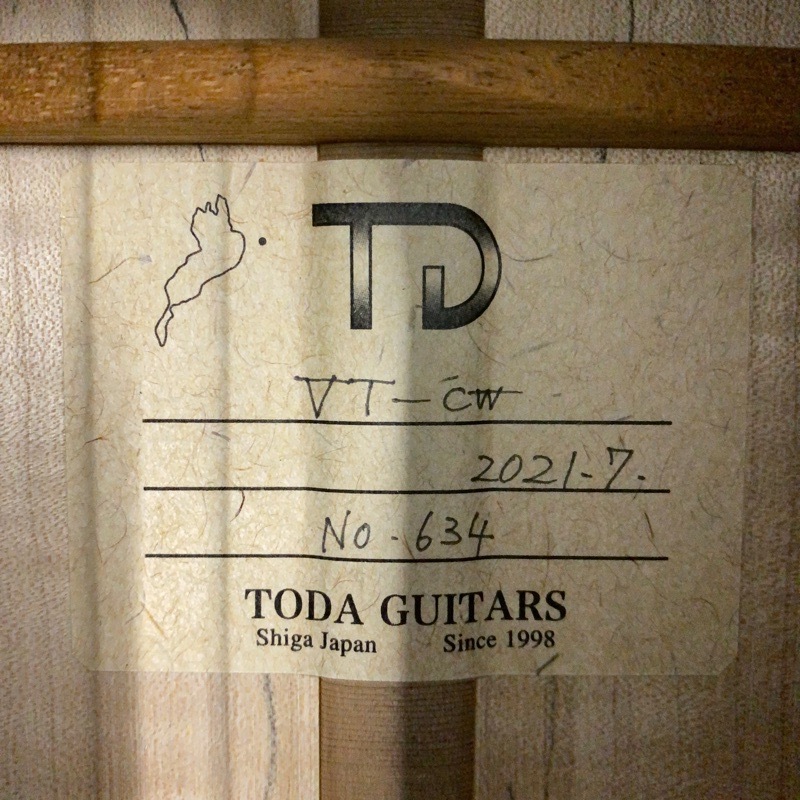 TD
VT-CW
2021-7.
No-634
TODA GUITARS
Shiga Japan Since 1998